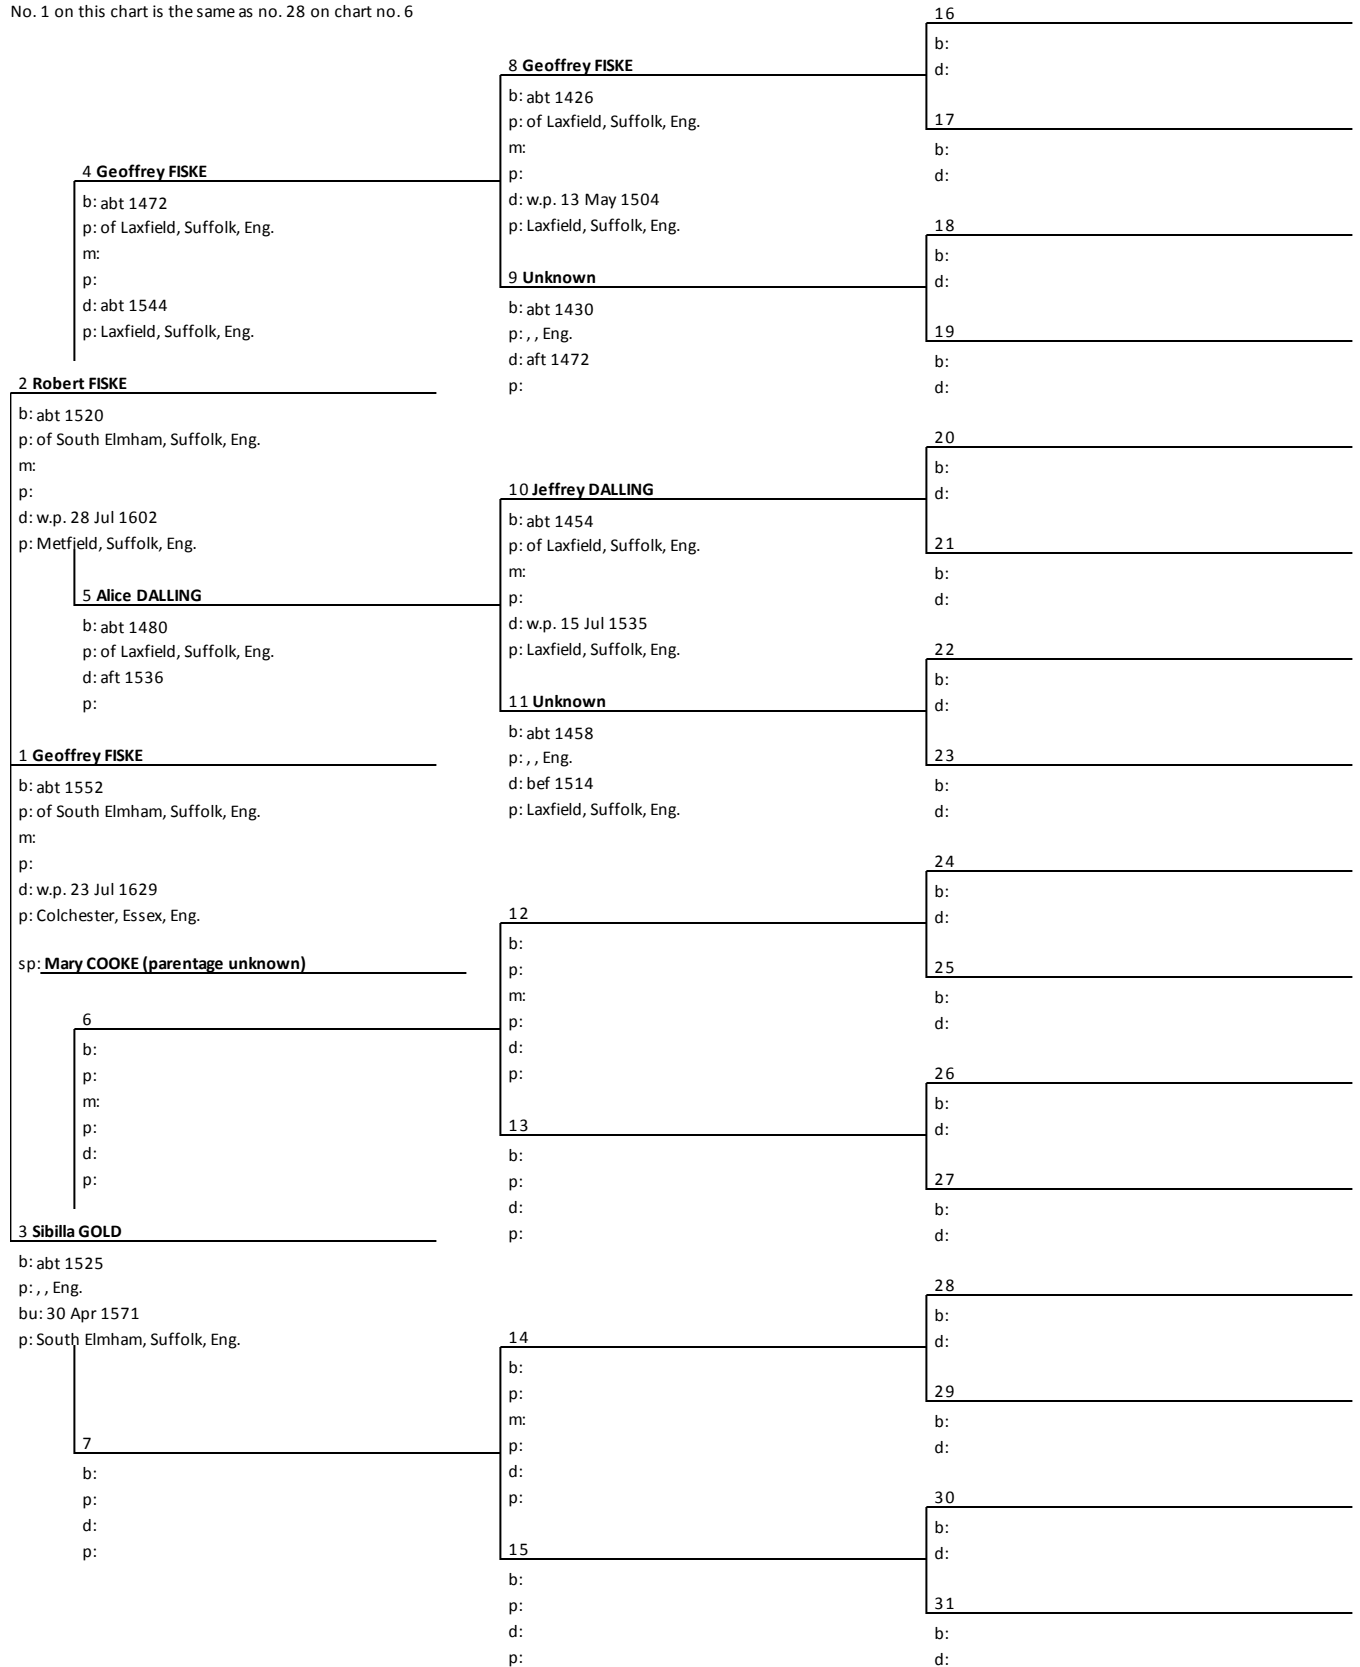 No. 1 on this chart is the same as no. 28 on chart no. 6
16
b:
d:
8 Geoffrey FISKE
b: abt 1426
p: of Laxfield, Suffolk, Eng.
m:
p:
d: w.p. 13 May 1504
p: Laxfield, Suffolk, Eng.
17
b:
d:
4 Geoffrey FISKE
b: abt 1472
p: of Laxfield, Suffolk, Eng.
m:
p:
d: abt 1544
p: Laxfield, Suffolk, Eng.
18
b:
d:
9 Unknown
b: abt 1430
p: , , Eng.
d: aft 1472
p:
19
b:
d:
2 Robert FISKE
b: abt 1520
p: of South Elmham, Suffolk, Eng.
m:
p:
d: w.p. 28 Jul 1602
p: Metfield, Suffolk, Eng.
20
b:
d:
10 Jeffrey DALLING
b: abt 1454
p: of Laxfield, Suffolk, Eng.
m:
p:
d: w.p. 15 Jul 1535
p: Laxfield, Suffolk, Eng.
21
b:
d:
5 Alice DALLING
b: abt 1480
p: of Laxfield, Suffolk, Eng.
d: aft 1536
p:
22
b:
d:
11 Unknown
b: abt 1458
p: , , Eng.
d: bef 1514
p: Laxfield, Suffolk, Eng.
23
b:
d:
1 Geoffrey FISKE
b: abt 1552
p: of South Elmham, Suffolk, Eng.
m:
p:
d: w.p. 23 Jul 1629
p: Colchester, Essex, Eng.
sp: Mary COOKE (parentage unknown)
24
b:
d:
12
b:
p:
m:
p:
d:
p:
25
b:
d:
6
b:
p:
m:
p:
d:
p:
26
b:
d:
13
b:
p:
d:
p:
27
b:
d:
3 Sibilla GOLD
b: abt 1525
p: , , Eng.
bu: 30 Apr 1571
p: South Elmham, Suffolk, Eng.
28
b:
d:
14
b:
p:
m:
p:
d:
p:
29
b:
d:
7
b:
p:
d:
p:
30
b:
d:
15
b:
p:
d:
p:
31
b:
d: